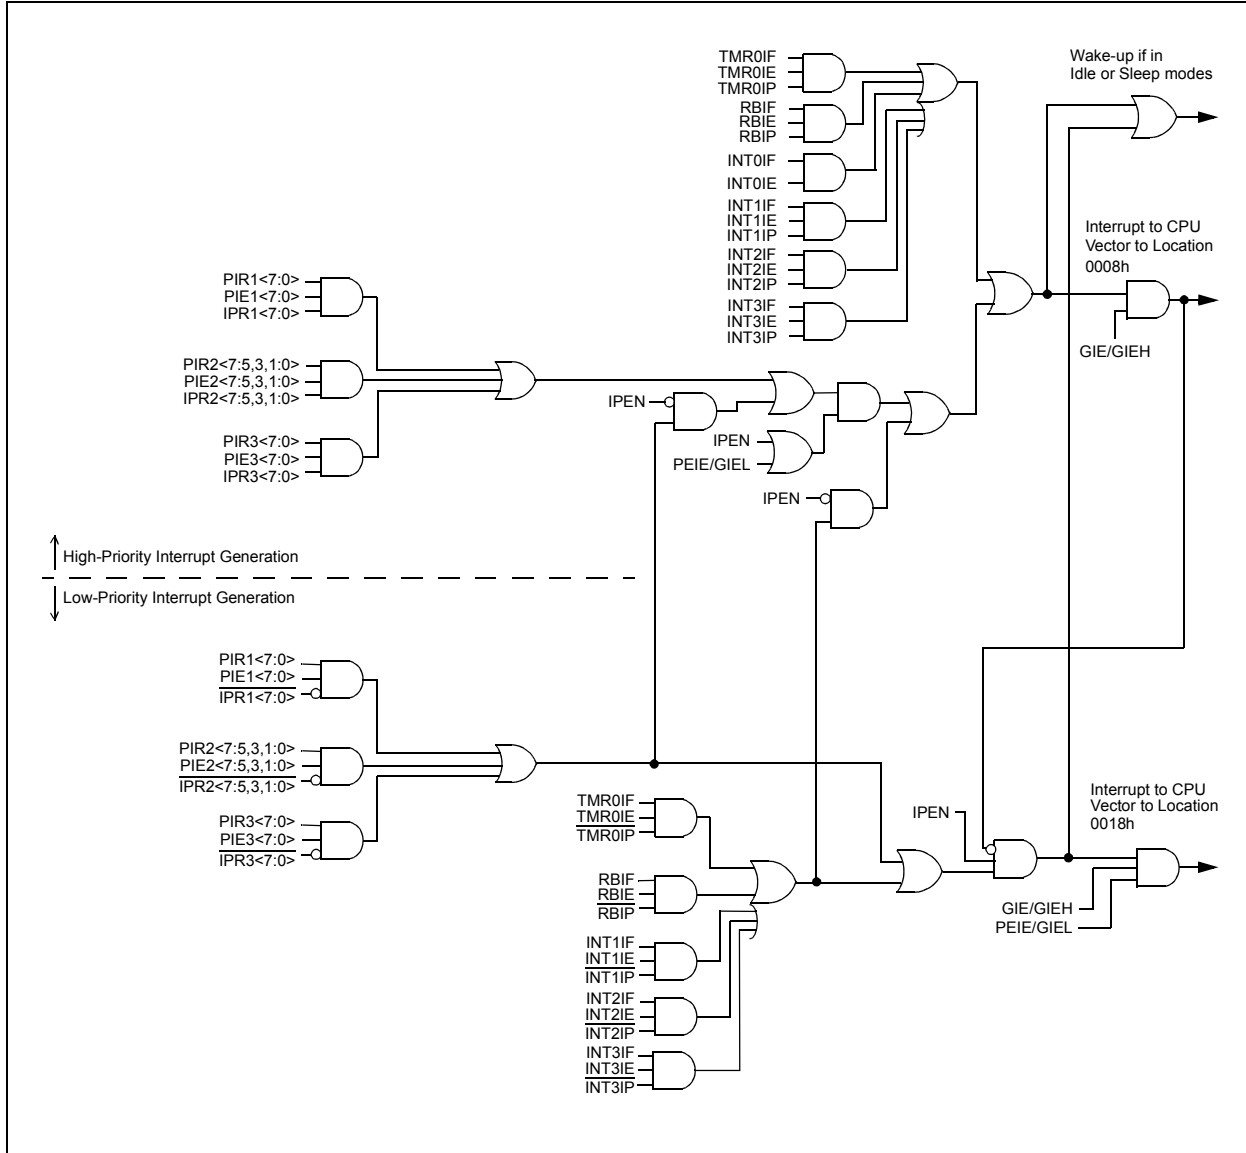 TMR0IF
TMR0IE
TMR0IP
RBIF
RBIE
RBIP
INT0IF
INT0IE
INT1IF
INT1IE
INT1IP
INT2IF
INT2IE
INT2IP
INT3IF
INT3IE
INT3IP
Wake-up if in
Idle or Sleep modes
Interrupt to CPU
Vector to Location
0008h
GIE/GIEH
PIR1<7:0>
PIE1<7:0>
IPR1<7:0>
PIR2<7:5,3,1:0>
PIE2<7:5,3,1:0>
IPR2<7:5,3,1:0>
PIR3<7:0>
PIE3<7:0>
IPR3<7:0>
IPEN
IPEN
PEIE/GIEL
IPEN
High-Priority Interrupt Generation
Low-Priority Interrupt Generation
PIR1<7:0>
PIE1<7:0>
IPR1<7:0>
PIR2<7:5,3,1:0>
PIE2<7:5,3,1:0>
IPR2<7:5,3,1:0>
PIR3<7:0>
PIE3<7:0>
IPR3<7:0>
TMR0IF
TMR0IE
TMR0IP
RBIF
RBIE
RBIP
INT1IF
INT1IE
INT1IP
INT2IF
INT2IE
INT2IP
INT3IF
INT3IE
INT3IP
IPEN
Interrupt to CPU
Vector to Location
0018h
GIE/GIEH
PEIE/GIEL